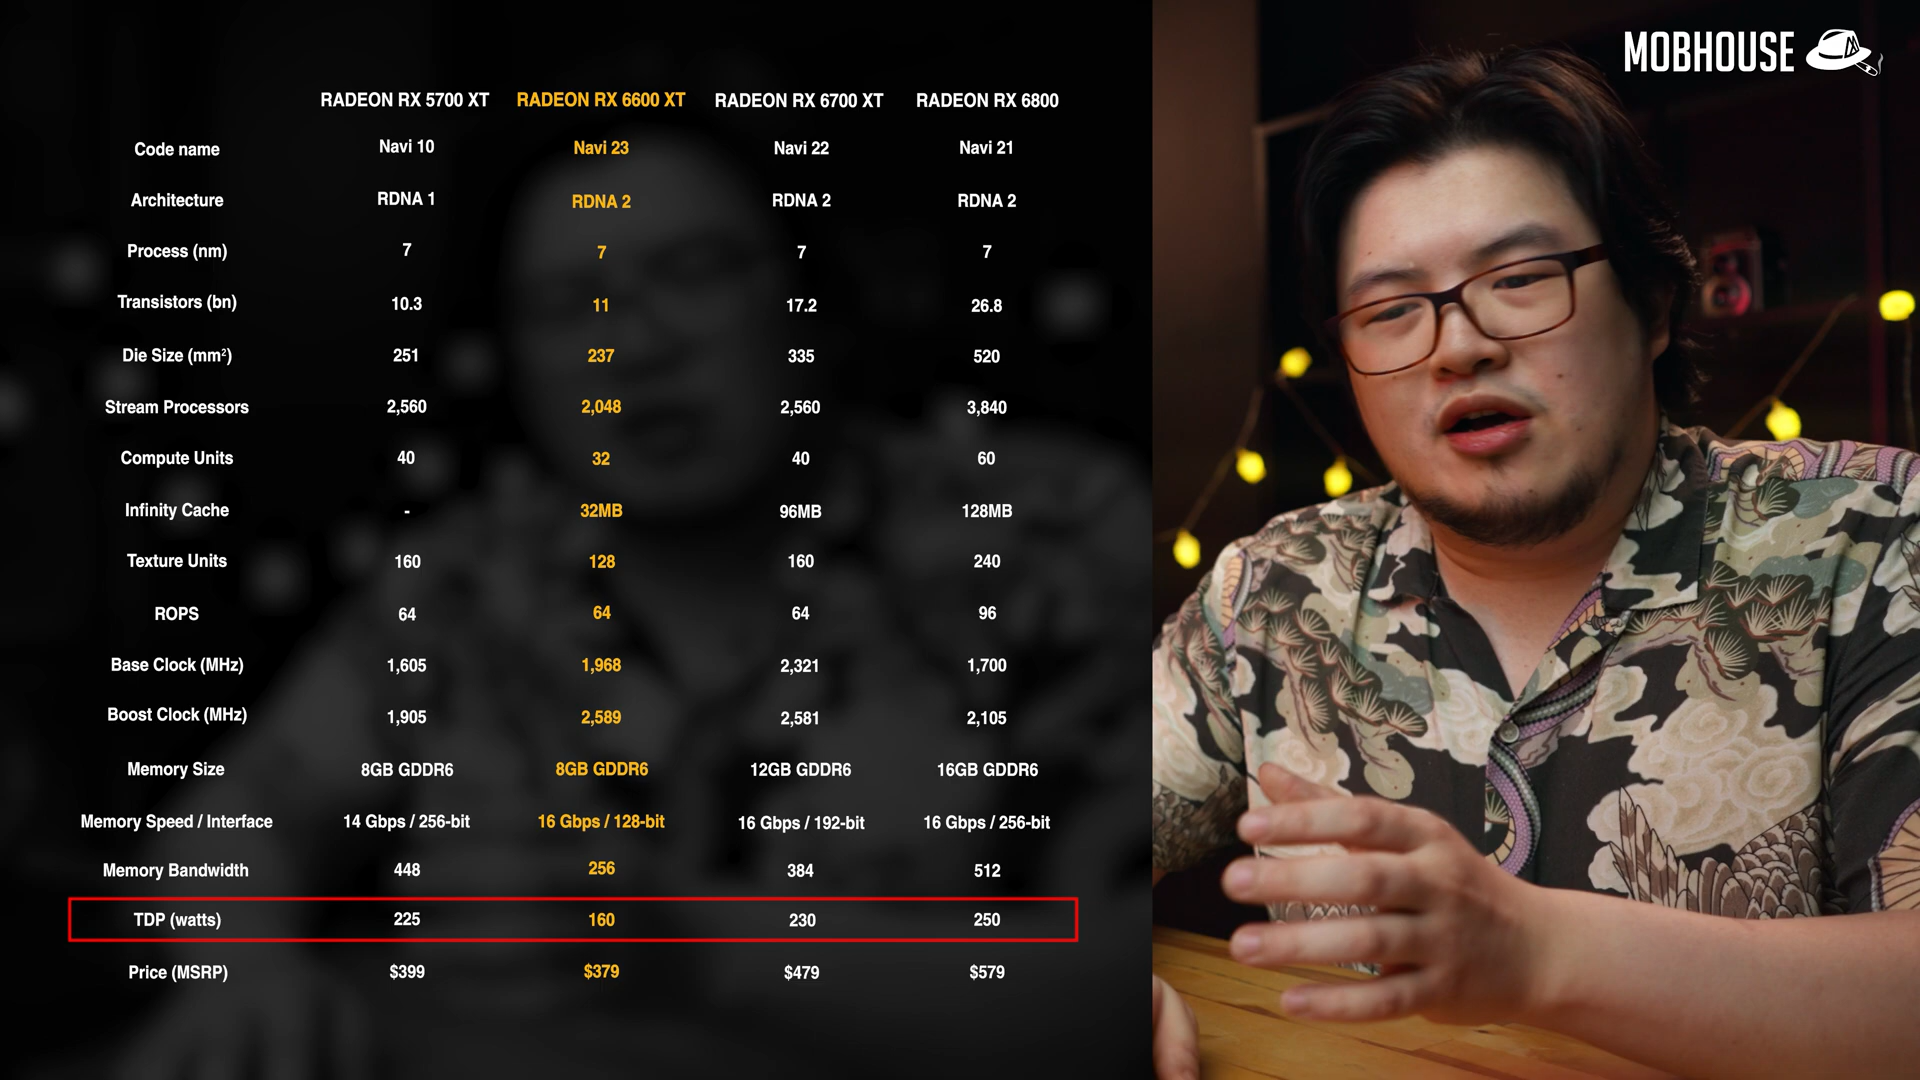 MOBHOUSE
RADEON RX 5700 XT RADEON RX 6600 XT RADEON RX 6700 XT RADEON RX 6800
Code name Navi 10 Navi 23 Navi 22 Navi 21
Architecture RDNA 1 RDNA 2 RDNA 2 RDNA 2
Process (nm) 7 7 7 7
Transistors (bn) 10.3 11 17.2 26.8
Die Size (mm²) 251 237 335 520
Stream Processors 2,560 2,048 2,560 3,840
Compute Units 40 32 40 60
Infinity Cache - 32MB 96MB 128MB
Texture Units 160 128 160 240
ROPS 64 64 64 96
Base Clock (MHz) 1,605 1,968 2,321 1,700
Boost Clock (MHz) 1,905 2,589 2,581 2,105
Memory Size 8GB GDDR6 8GB GDDR6 12GB GDDR6 16GB GDDR6
Memory Speed / Interface 14 Gbps / 256-bit 16 Gbps / 128-bit 16 Gbps / 192-bit 16 Gbps / 256-bit
Memory Bandwidth 448 256 384 512
TDP (watts) 225 160 230 250
Price (MSRP) $399 $379 $479 $579